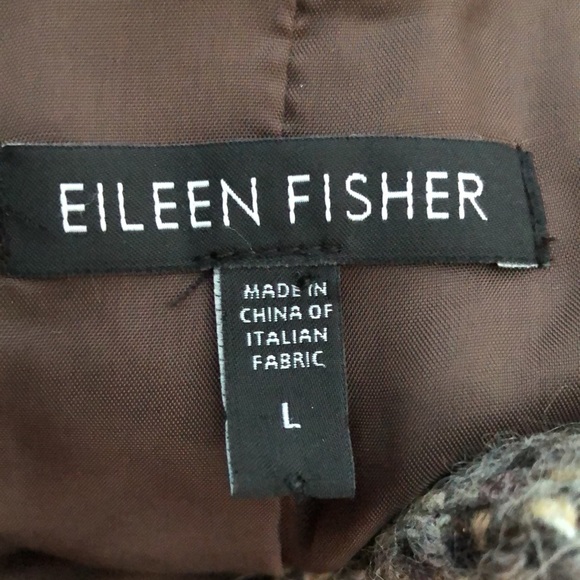 EILEEN FISHER
MADE IN
CHINA OF
ITALIAN
FABRIC
L